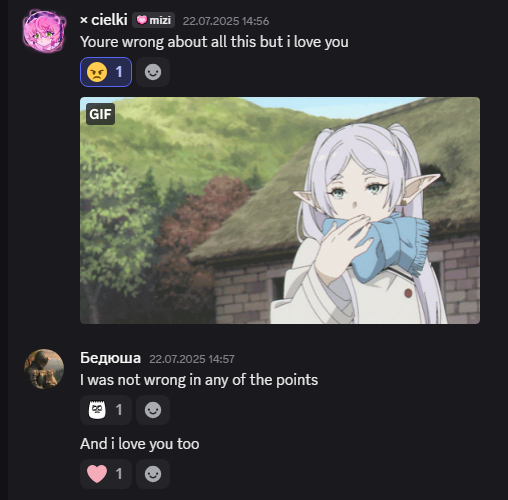 × cielki mizi 22.07.2025 14:56
Youre wrong about all this but i love you
1
GIF
Бедюша 22.07.2025 14:57
I was not wrong in any of the points
1
And i love you too
1